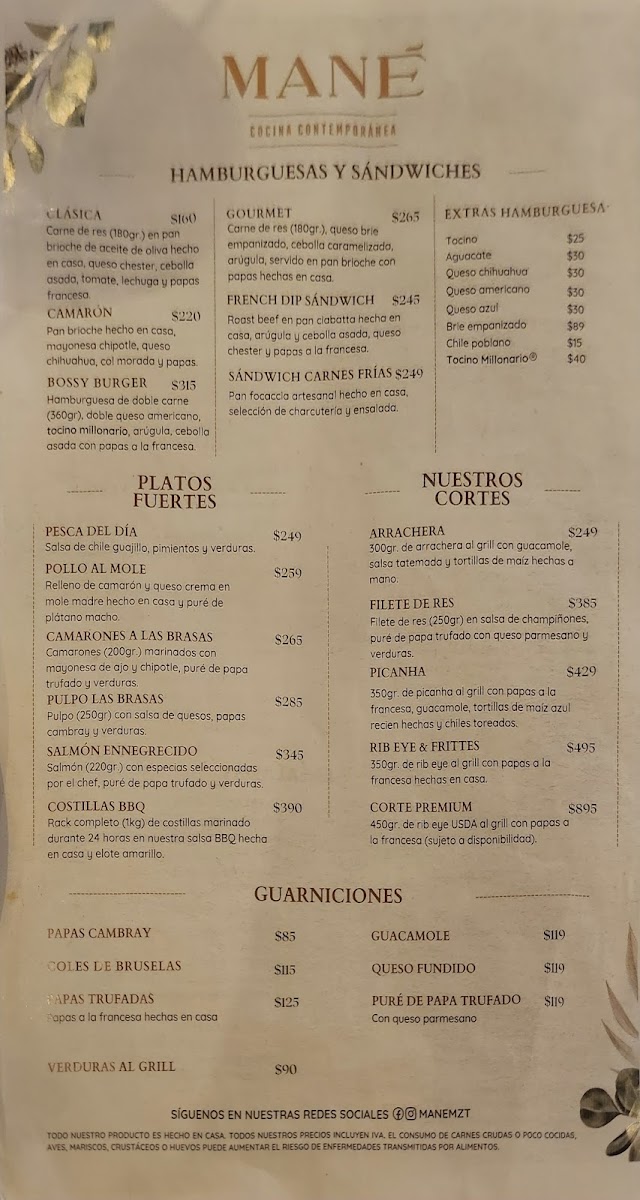 MANÉ
COCINA CONTEMPORÁNEA
HAMBURGUESAS Y SÁNDWICHES
CLÁSICA $160
Carne de res (180gr.) en pan
brioche de aceite de oliva hecho
en casa, queso chester, cebolla
asada, tomate, lechuga y papas
francesa.
CAMARÓN $220
Pan brioche hecho en casa,
mayonesa chipotle, queso
chihuahua, col morada y papas.
BOSSY BURGER $315
Hamburguesa de doble carne
(360gr), doble queso americano,
tocino millonario, arúgula, cebolla
asada con papas a la francesa.
GOURMET $265
Carne de res (180gr.), queso brie
empanizado, cebolla caramelizada,
arúgula, servido en pan brioche con
papas hechas en casa.
FRENCH DIP SÁNDWICH $245
Roast beef en pan ciabatta hecha en
casa, arúgula y cebolla asada, queso
chester y papas a la francesa.
SÁNDWICH CARNES FRÍAS $249
Pan focaccia artesanal hecho en casa,
selección de charcutería y ensalada.
EXTRAS HAMBURGUESA
Tocino $25
Aguacate $30
Queso chihuahua $30
Queso americano $30
Queso azul $30
Brie empanizado $89
Chile poblano $15
Tocino Millonario® $40
PLATOS
FUERTES
PESCA DEL DÍA $249
Salsa de chile guajillo, pimientos y verduras.
POLLO AL MOLE $259
Relleno de camarón y queso crema en
mole madre hecho en casa y puré de
plátano macho.
CAMARONES A LAS BRASAS $265
Camarones (200gr.) marinados con
mayonesa de ajo y chipotle, puré de papa
trufado y verduras.
PULPO LAS BRASAS $285
Pulpo (250gr) con salsa de quesos, papas
cambray y verduras.
SALMÓN ENNEGRECIDO $345
Salmón (220gr.) con especias seleccionadas
por el chef, puré de papa trufado y verduras.
COSTILLAS BBQ $390
Rack completo (1kg) de costillas marinado
durante 24 horas en nuestra salsa BBQ hecha
en casa y elote amarillo.
NUESTROS
CORTES
ARRACHERA $249
300gr. de arrachera al grill con guacamole,
salsa tatemada y tortillas de maíz hechas a
mano.
FILETE DE RES $385
Filete de res (250gr) en salsa de champiñones,
puré de papa trufado con queso parmesano y
verduras.
PICANHA $429
350gr. de picanha al grill con papas a la
francesa, guacamole, tortillas de maíz azul
recien hechas y chiles toreados.
RIB EYE & FRITTES $495
350gr. de rib eye al grill con papas a la
francesa hechas en casa.
CORTE PREMIUM $895
450gr. de rib eye USDA al grill con papas a
la francesa (sujeto a disponibilidad).
GUARNICIONES
PAPAS CAMBRAY $85
COLES DE BRUSELAS $115
PAPAS TRUFADAS $125
Papas a la francesa hechas en casa
VERDURAS AL GRILL $90
GUACAMOLE $119
QUESO FUNDIDO $119
PURÉ DE PAPA TRUFADO $119
Con queso parmesano
SÍGUENOS EN NUESTRAS REDES SOCIALES MANEMZT
TODO NUESTRO PRODUCTO ES HECHO EN CASA. TODOS NUESTROS PRECIOS INCLUYEN IVA. EL CONSUMO DE CARNES CRUDAS O POCO COCIDAS,
AVES, MARISCOS, CRUSTÁCEOS O HUEVOS PUEDE AUMENTAR EL RIESGO DE ENFERMEDADES TRANSMITIDAS POR ALIMENTOS.